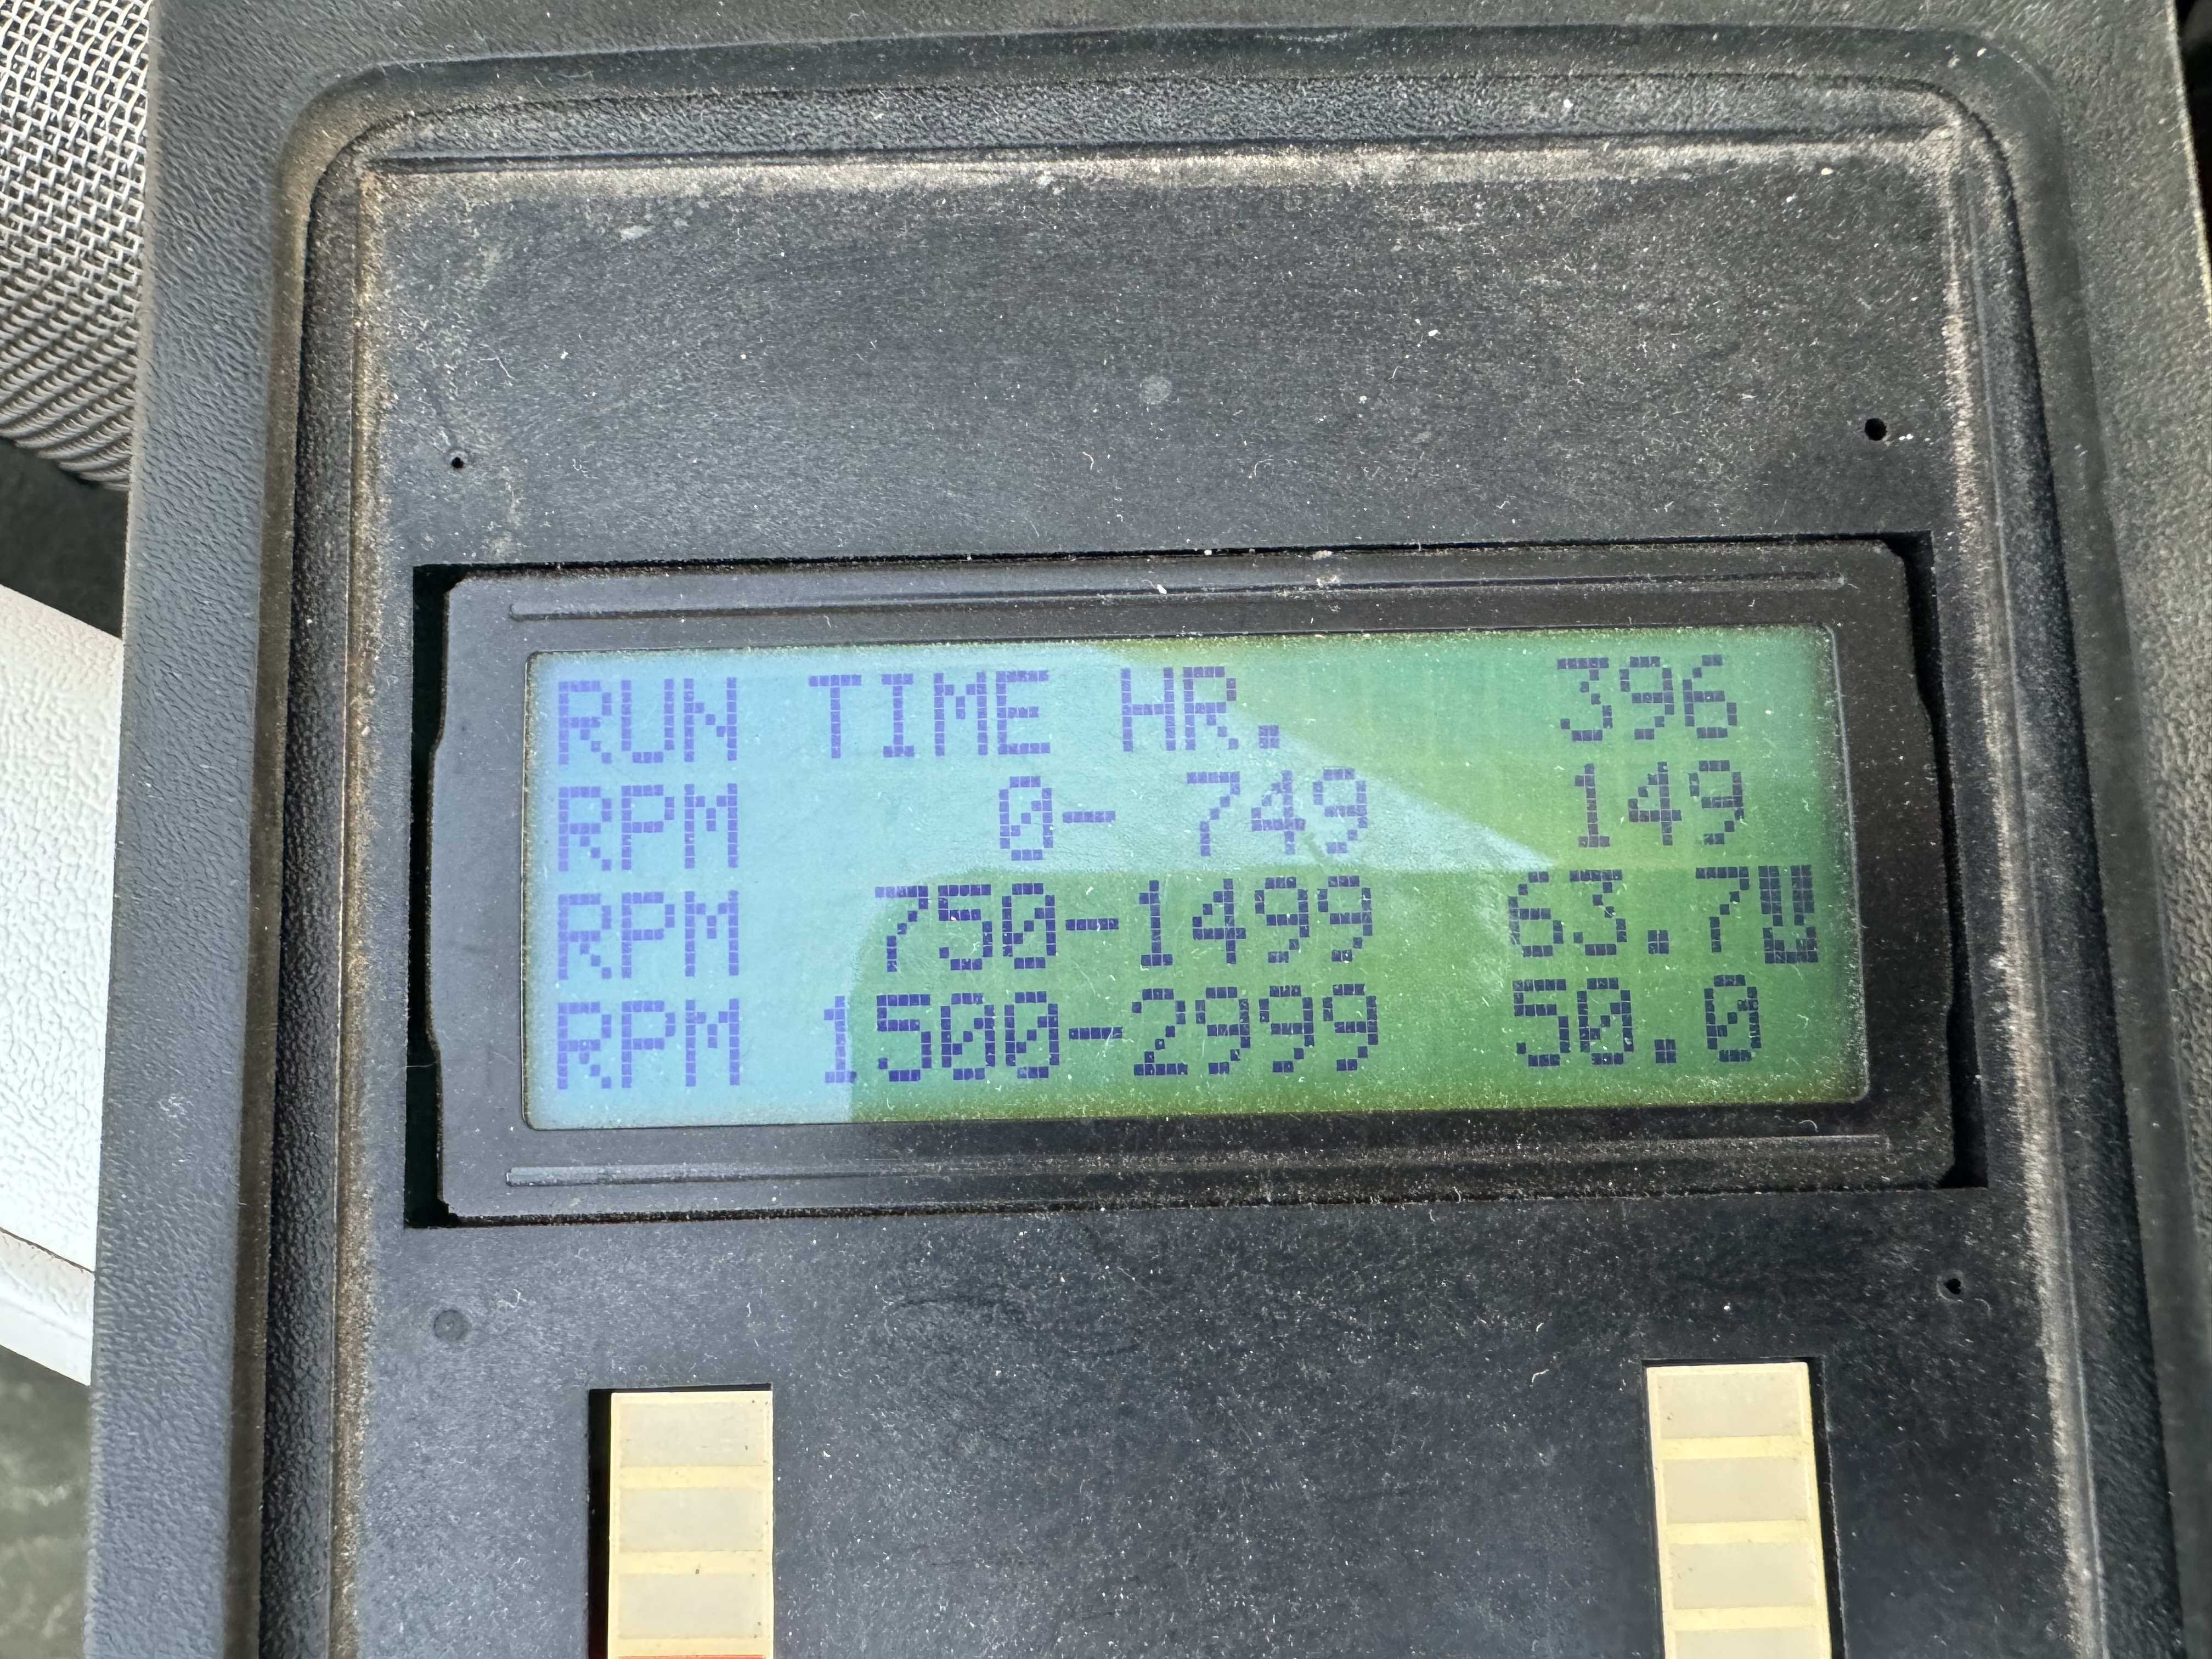 RUN TIME HR. 396
RPM 0- 749 149
RPM 750-1499 63.7
RPM 1500-2999 50.0